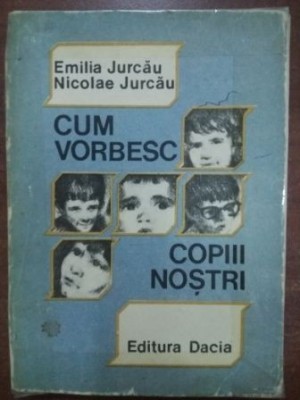 Emilia Jurcău
Nicolae Jurcău
CUM
VORBESC
COPIII
NOȘTRI
Editura Dacia